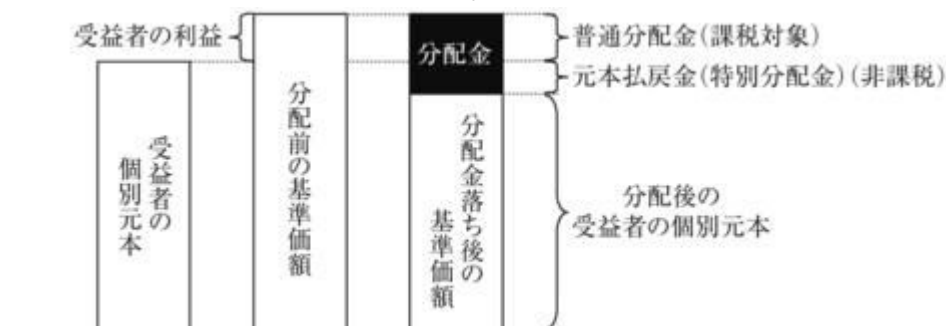 受益者の利益
分配金
普通分配金(課税対象)
元本払戻金(特別分配金)(非課税)
受益者の
個別元本
分配前の基準価額
分配金落ち後の
基準価額
分配後の
受益者の個別元本